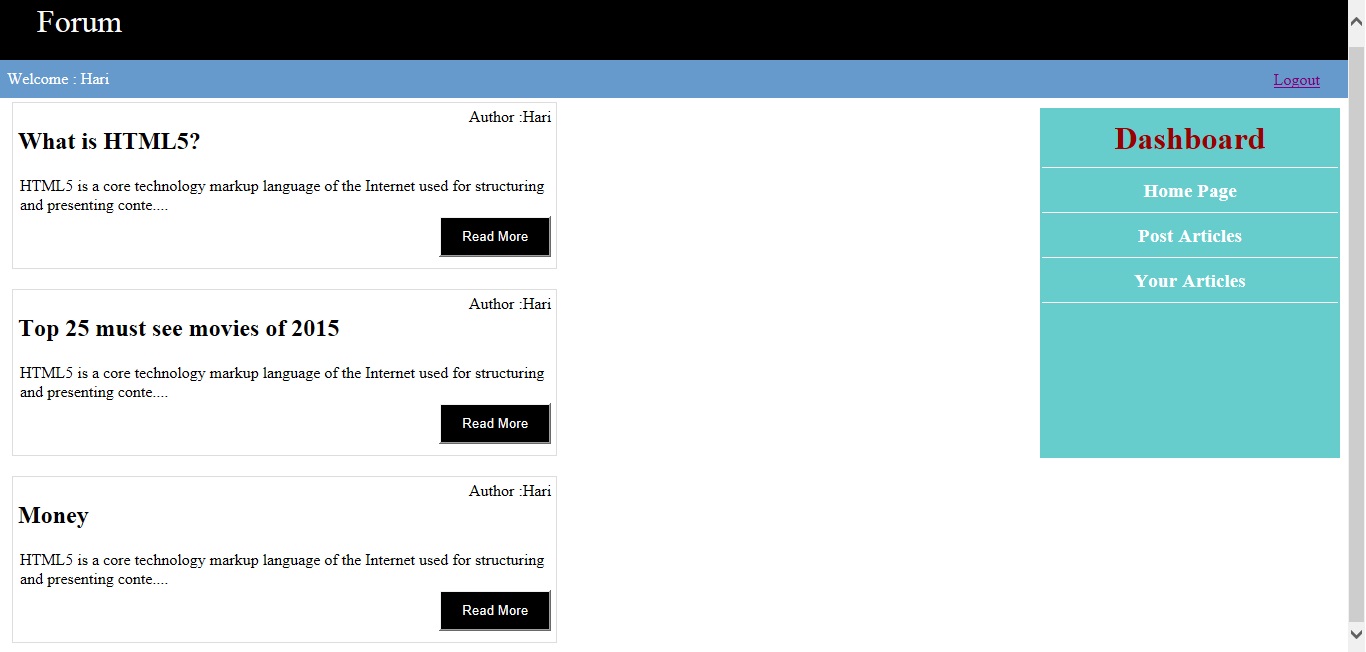 Forum
Welcome : Hari
Logout
Author :Hari
What is HTML5?
HTML5 is a core technology markup language of the Internet used for structuring
and presenting conte....
Read More
Author :Hari
Top 25 must see movies of 2015
HTML5 is a core technology markup language of the Internet used for structuring
and presenting conte....
Read More
Author :Hari
Money
HTML5 is a core technology markup language of the Internet used for structuring
and presenting conte....
Read More
Dashboard
Home Page
Post Articles
Your Articles